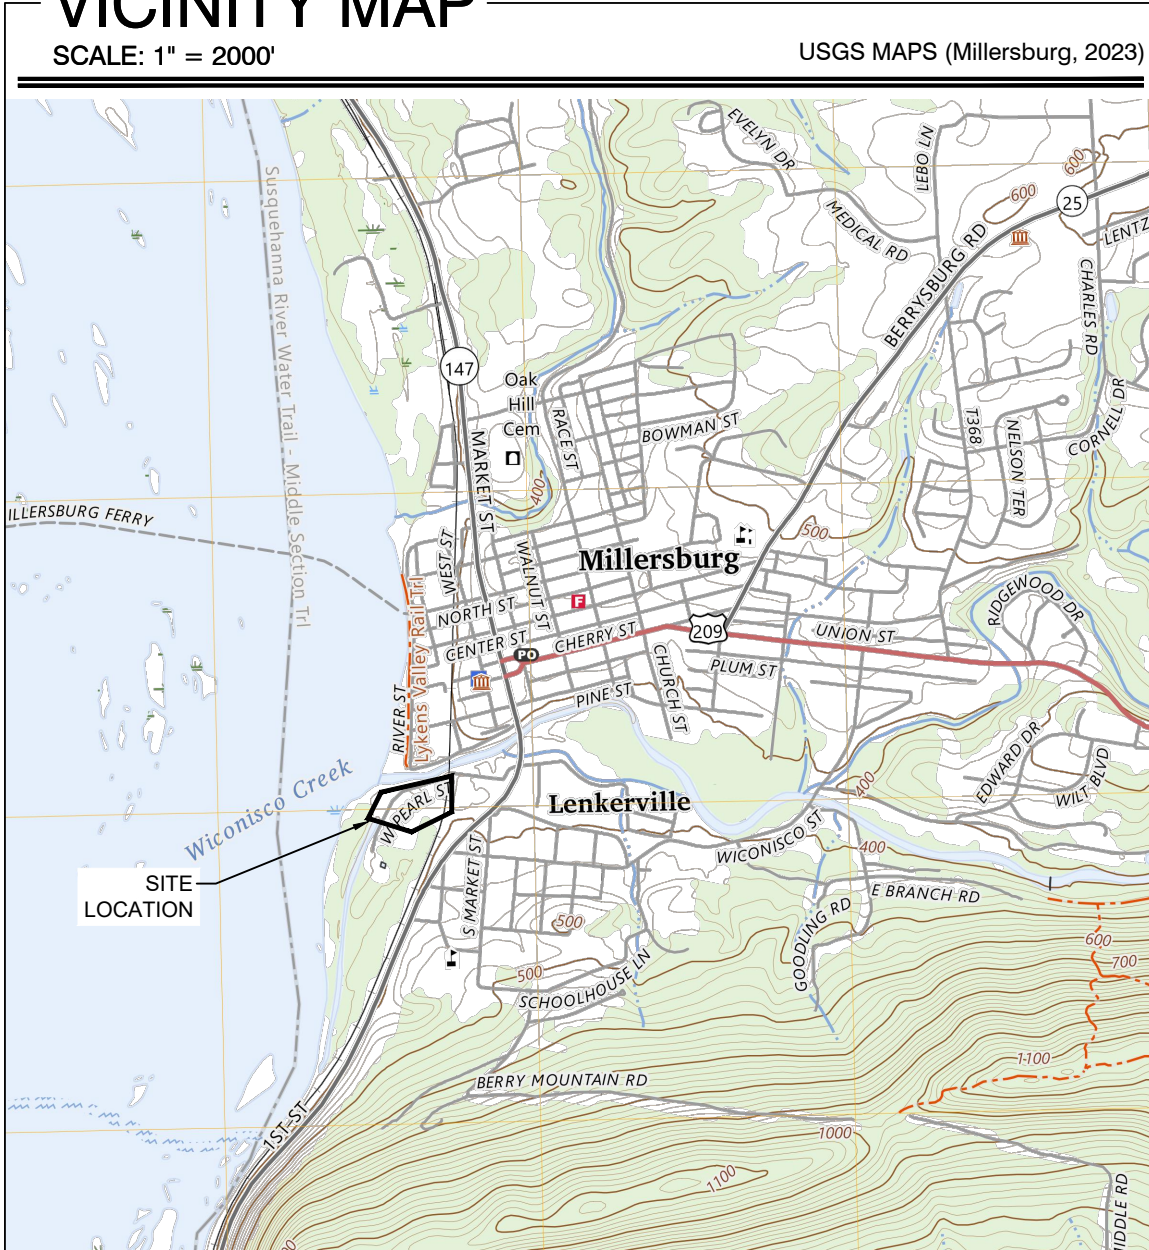 VICINITY MAP
SCALE: 1" = 2000'
USGS MAPS (Millersburg, 2023)
EVELYN DR
LEBO LN
600
600
25
MEDICAL RD
BERRYSBURG RD
LENTZ
CHARLES RD
Susquehanna River Water Trail - Middle Section Trl
147
Oak
Hill
Cem
RACE ST
BOWMAN ST
T368
NELSON TER
CORNELL DR
MARKET ST
400
ILLERSBURG FERRY
500
WEST ST
WALNUT ST
Millersburg
F
NORTH ST
RIDGEWOOD DR
209
CENTER ST
CHERRY ST
UNION ST
PO
PLUM ST
CHURCH ST
Lykens Valley Rail Trl
RIVER ST
PINE ST
EDWARD DR
WILT BLVD
Wiconisco Creek
400
W PEARL ST
Lenkerville
WICONISCO ST
400
SITE
LOCATION
S MARKET ST
E BRANCH RD
GOODLING RD
500
600
700
500
SCHOOLHOUSE LN
1100
BERRY MOUNTAIN RD
1ST ST
1000
1100
IDDLE RD